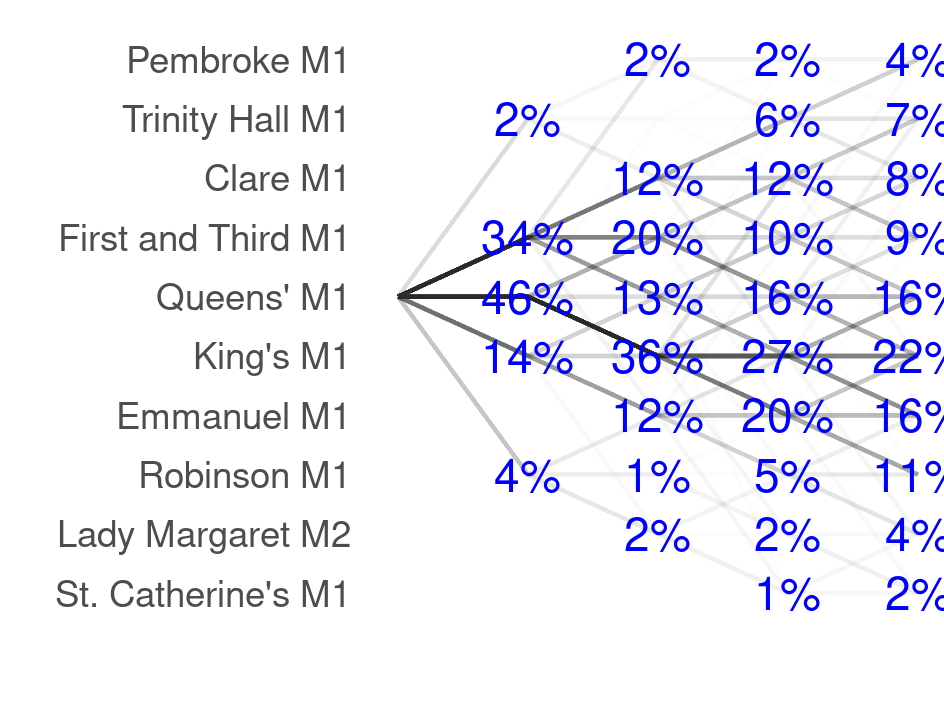 Pembroke M1 2% 2% 4%
Trinity Hall M1 2% 6% 7%
Clare M1 12% 12% 8%
First and Third M1 34% 20% 10% 9%
Queens' M1 46% 13% 16% 16%
King's M1 14% 36% 27% 22%
Emmanuel M1 12% 20% 16%
Robinson M1 4% 1% 5% 11%
Lady Margaret M2 2% 2% 4%
St. Catherine's M1 1% 2%